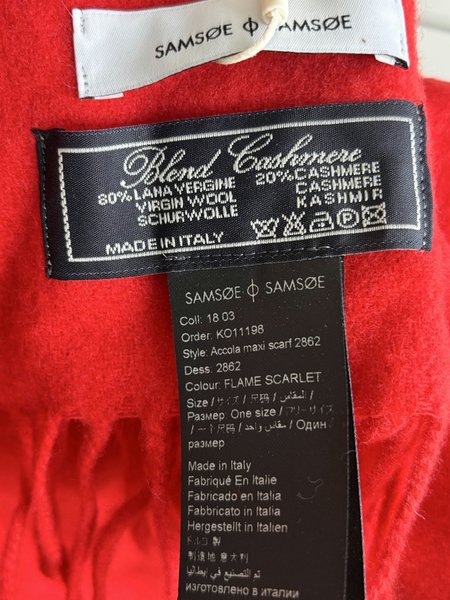 SAMSØE ϕ SAMSØE
Blend Cashmere
80% LANA VERGINE 20% CASHMERE
VIRGIN WOOL CASHMERE
SCHURWOLLE KASHMIR
MADE IN ITALY
SAMSØE ϕ SAMSØE
Coll: 18 03
Order: KO11198
Style: Accola maxi scarf 2862
Dess: 2862
Colour: FLAME SCARLET
Size / サイズ / 尺码 / المقاس /
Размер: One size / フリーサイズ
/ 一个尺码 / مقاس واحد / Один
размер
Made in Italy
Fabriqué En Italie
Fabricado en Italia
Fabbricato in Italia
Hergestellt in Italien
制造地 意大利
تم التصنيع في إيطاليا
изготовлено в италии